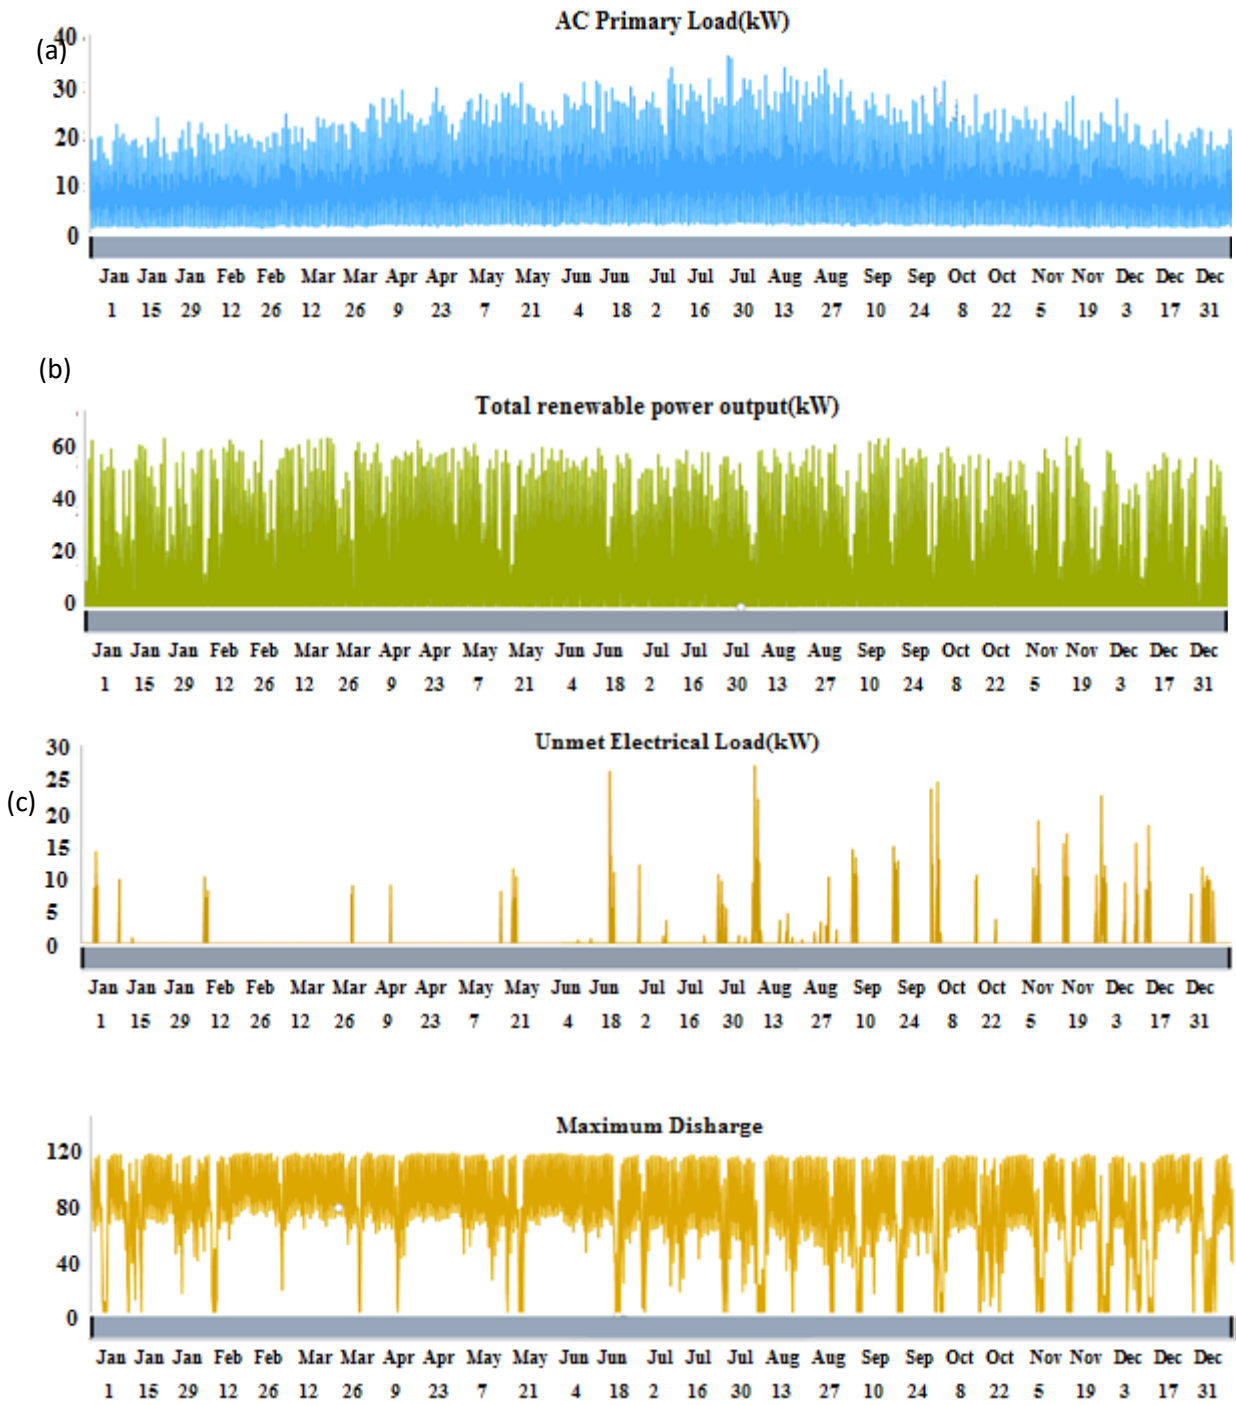 AC Primary Load(kW)
(a)
40
30
20
10
0
Jan Jan Jan Feb Feb Mar Mar Apr Apr May May Jun Jun Jul Jul Jul Aug Aug Sep Sep Oct Oct Nov Nov Dec Dec Dec
1 15 29 12 26 12 26 9 23 7 21 4 18 2 16 30 13 27 10 24 8 22 5 19 3 17 31
(b)
Total renewable power output(kW)
60
40
20
0
Jan Jan Jan Feb Feb Mar Mar Apr Apr May May Jun Jun Jul Jul Jul Aug Aug Sep Sep Oct Oct Nov Nov Dec Dec Dec
1 15 29 12 26 12 26 9 23 7 21 4 18 2 16 30 13 27 10 24 8 22 5 19 3 17 31
Unmet Electrical Load(kW)
30
25
(c)
20
15
10
5
0
Jan Jan Jan Feb Feb Mar Mar Apr Apr May May Jun Jun Jul Jul Jul Aug Aug Sep Sep Oct Oct Nov Nov Dec Dec Dec
1 15 29 12 26 12 26 9 23 7 21 4 18 2 16 30 13 27 10 24 8 22 5 19 3 17 31
Maximum Disharge
120
80
40
0
Jan Jan Jan Feb Feb Mar Mar Apr Apr May May Jun Jun Jul Jul Jul Aug Aug Sep Sep Oct Oct Nov Nov Dec Dec Dec
1 15 29 12 26 12 26 9 23 7 21 4 18 2 16 30 13 27 10 24 8 22 5 19 3 17 31